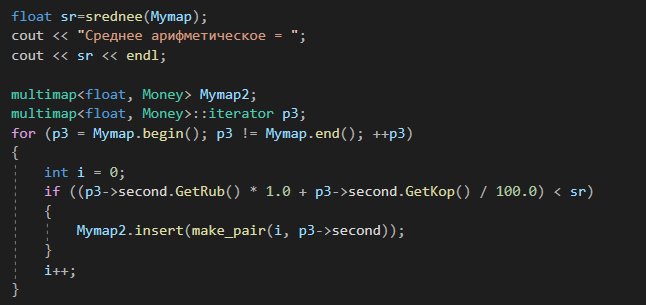 float sr=srednee(Mymap);
cout << "Среднее арифметическое = ";
cout << sr << endl;

multimap<float, Money> Mymap2;
multimap<float, Money>::iterator p3;
for (p3 = Mymap.begin(); p3 != Mymap.end(); ++p3)
{
    int i = 0;
    if ((p3->second.GetRub() * 1.0 + p3->second.GetKop() / 100.0) < sr)
    {
        Mymap2.insert(make_pair(i, p3->second));
    }
    i++;
}